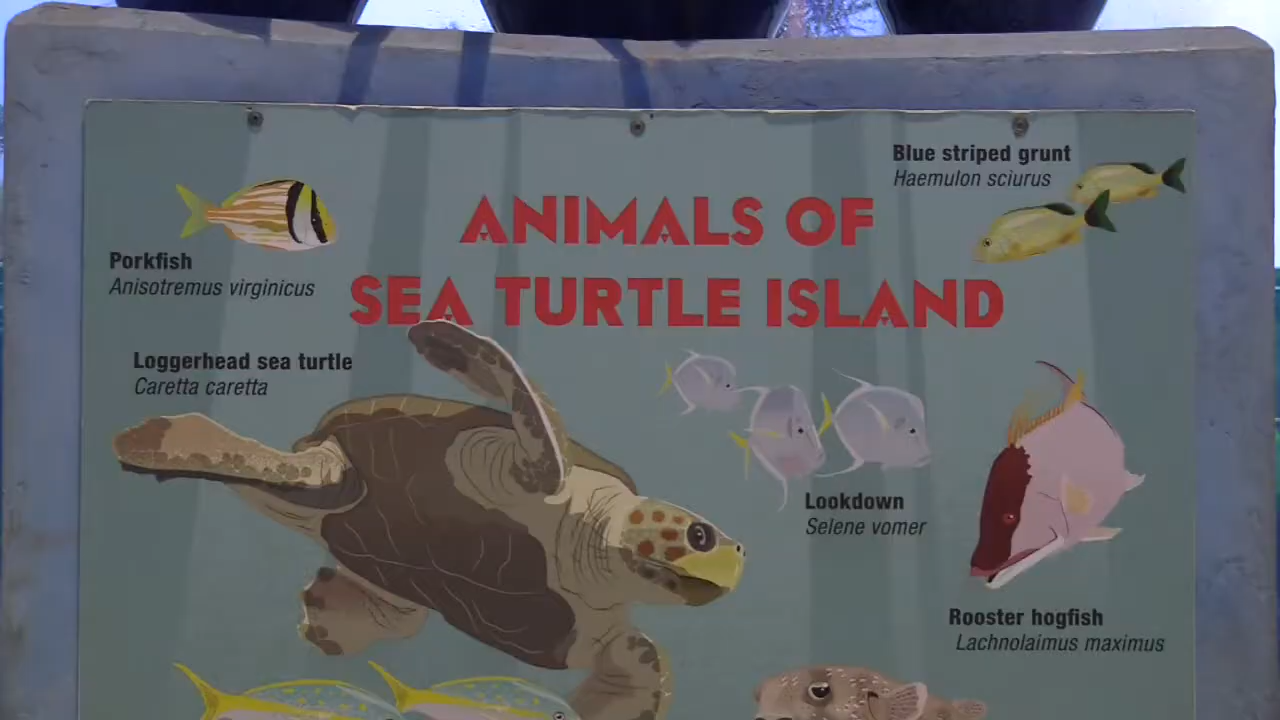 Blue striped grunt
Haemulon sciurus
ANIMALS OF
SEA TURTLE ISLAND
Porkfish
Anisotremus virginicus
Loggerhead sea turtle
Caretta caretta
Lookdown
Selene vomer
Rooster hogfish
Lachnolaimus maximus